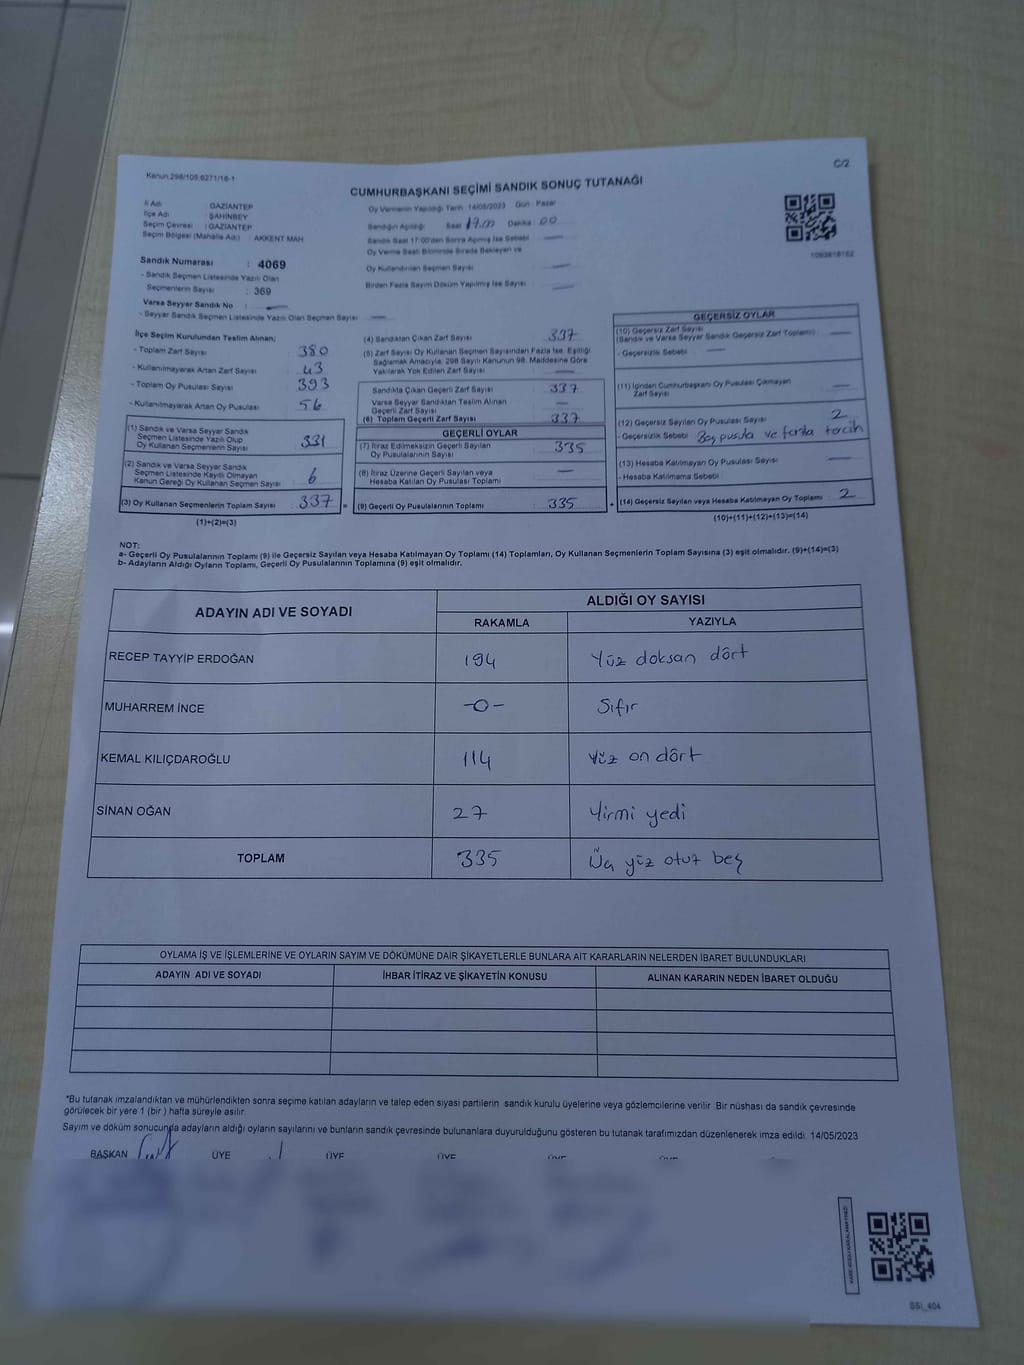 C/2
Kanun:298/105,6271/16-1
CUMHURBAŞKANI SEÇİMİ SANDIK SONUÇ TUTANAĞI
İl Adı : GAZİANTEP
İlçe Adı : ŞAHİNBEY
Seçim Çevresi : GAZİANTEP
Seçim Bölgesi (Mahalle Adı) : AKKENT MAH.
Sandık Numarası : 4069
- Sandık Seçmen Listesinde Yazılı Olan
Seçmenlerin Sayısı : 369
Varsa Seyyar Sandık No :
- Seyyar Sandık Seçmen Listesinde Yazılı Olan Seçmen Sayısı
Oy Vermenin Yapıldığı Tarih :14/05/2023 Gün : Pazar
Sandığın Açıldığı Saat Dakika 00
Sandık Saat 17:00'den Sonra Açılmış İse Sebebi
Oy Verme Saati Bitiminde Sırada Bekleyen ve
Oy Kullandırılan Seçmen Sayısı
Birden Fazla Sayım Döküm Yapılmış İse Sayısı
İlçe Seçim Kurulundan Teslim Alınan;
- Toplam Zarf Sayısı 380
- Kullanılmayarak Artan Zarf Sayısı 43
- Toplam Oy Pusulası Sayısı 393
- Kullanılmayarak Artan Oy Pusulası 56
(1) Sandık ve Varsa Seyyar Sandık
Seçmen Listesinde Yazılı Olup
Oy Kullanan Seçmenlerin Sayısı 331
(2) Sandık ve Varsa Seyyar Sandık
Seçmen Listesinde Kayıtlı Olmayan
Kanun Gereği Oy Kullanan Seçmen Sayısı 6
(3) Oy Kullanan Seçmenlerin Toplam Sayısı 337 =
(1)+(2)=(3)
(4) Sandıktan Çıkan Zarf Sayısı 337
(5) Zarf Sayısı Oy Kullanan Seçmen Sayısından Fazla İse, Eşitliği
Sağlamak Amacıyla, 298 Sayılı Kanunun 98. Maddesine Göre
Yakılarak Yok Edilen Zarf Sayısı
Sandıkta Çıkan Geçerli Zarf Sayısı 337
Varsa Seyyar Sandıktan Teslim Alınan
Geçerli Zarf Sayısı
(6) Toplam Geçerli Zarf Sayısı 337
GEÇERLİ OYLAR
(7) İtiraz Edilmeksizin Geçerli Sayılan
Oy Pusulalarının Sayısı 335
(8) İtiraz Üzerine Geçerli Sayılan veya
Hesaba Katılan Oy Pusulası Toplamı
(9) Geçerli Oy Pusulalarının Toplamı 335 +
GEÇERSİZ OYLAR
(10) Geçersiz Zarf Sayısı
(Sandık ve Varsa Seyyar Sandık Geçersiz Zarf Toplamı)
- Geçersizlik Sebebi
(11) İçinden Cumhurbaşkanı Oy Pusulası Çıkmayan
Zarf Sayısı
(12) Geçersiz Sayılan Oy Pusulası Sayısı 2
- Geçersizlik Sebebi Boş pusula ve fazla tercih
(13) Hesaba Katılmayan Oy Pusulası Sayısı
- Hesaba Katılmama Sebebi
(14) Geçersiz Sayılan veya Hesaba Katılmayan Oy Toplamı : 2
(10)+(11)+(12)+(13)=(14)
NOT:
a- Geçerli Oy Pusulalarının Toplamı (9) ile Geçersiz Sayılan veya Hesaba Katılmayan Oy Toplamı (14) Toplamları, Oy Kullanan Seçmenlerin Toplam Sayısına (3) eşit olmalıdır. (9)+(14)=(3)
b- Adayların Aldığı Oyların Toplamı, Geçerli Oy Pusulalarının Toplamına (9) eşit olmalıdır.
ADAYIN ADI VE SOYADI ALDIĞI OY SAYISI
RAKAMLA YAZIYLA
RECEP TAYYİP ERDOĞAN 194 Yüz doksan dört
MUHARREM İNCE -0- Sıfır
KEMAL KILIÇDAROĞLU 114 Yüz on dört
SİNAN OĞAN 27 Yirmi yedi
TOPLAM 335 Üç yüz otuz beş
OYLAMA İŞ VE İŞLEMLERİNE VE OYLARIN SAYIM VE DÖKÜMÜNE DAİR ŞİKAYETLERLE BUNLARA AİT KARARLARIN NELERDEN İBARET BULUNDUKLARI
ADAYIN ADI VE SOYADI İHBAR İTİRAZ VE ŞİKAYETİN KONUSU ALINAN KARARIN NEDEN İBARET OLDUĞU
*Bu tutanak imzalandıktan ve mühürlendikten sonra seçime katılan adayların ve talep eden siyasi partilerin sandık kurulu üyelerine veya gözlemcilerine verilir. Bir nüshası da sandık çevresinde
görülecek bir yere 1 (bir ) hafta süreyle asılır.
Sayım ve döküm sonucunda adayların aldığı oyların sayılarını ve bunların sandık çevresinde bulunanlara duyurulduğunu gösteren bu tutanak tarafımızdan düzenlenerek imza edildi. 14/05/2023
BAŞKAN ÜYE ÜYE ÜYE
SSI_404